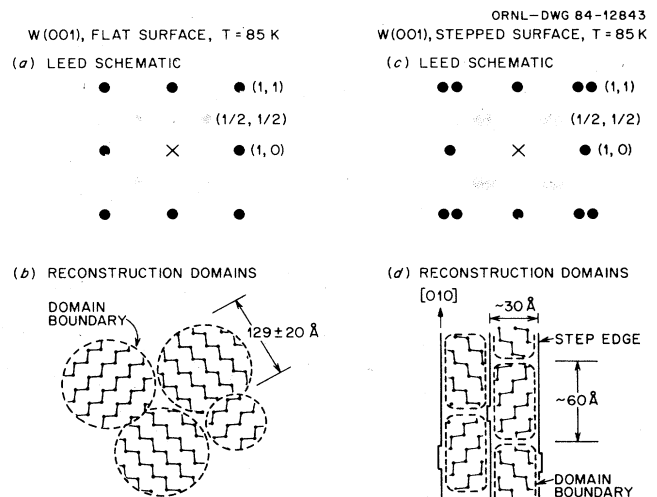 ORNL-DWG 84-12843
W(001), FLAT SURFACE, T = 85 K
(a) LEED SCHEMATIC
(1, 1)
(1/2, 1/2)
(1, 0)
(b) RECONSTRUCTION DOMAINS
DOMAIN
BOUNDARY
129 ± 20 Å
W(001), STEPPED SURFACE, T = 85 K
(c) LEED SCHEMATIC
(1, 1)
(1/2, 1/2)
(1, 0)
(d) RECONSTRUCTION DOMAINS
[010]
~30 Å
STEP EDGE
~60 Å
DOMAIN
BOUNDARY